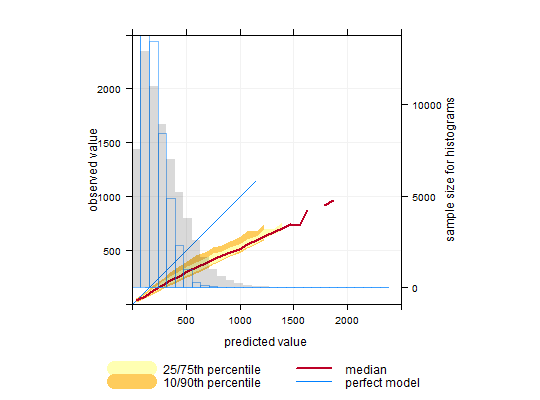 observed value
2000
1500
1000
500
10000
5000
0
sample size for histograms
500 1000 1500 2000
predicted value
25/75th percentile median
10/90th percentile perfect model